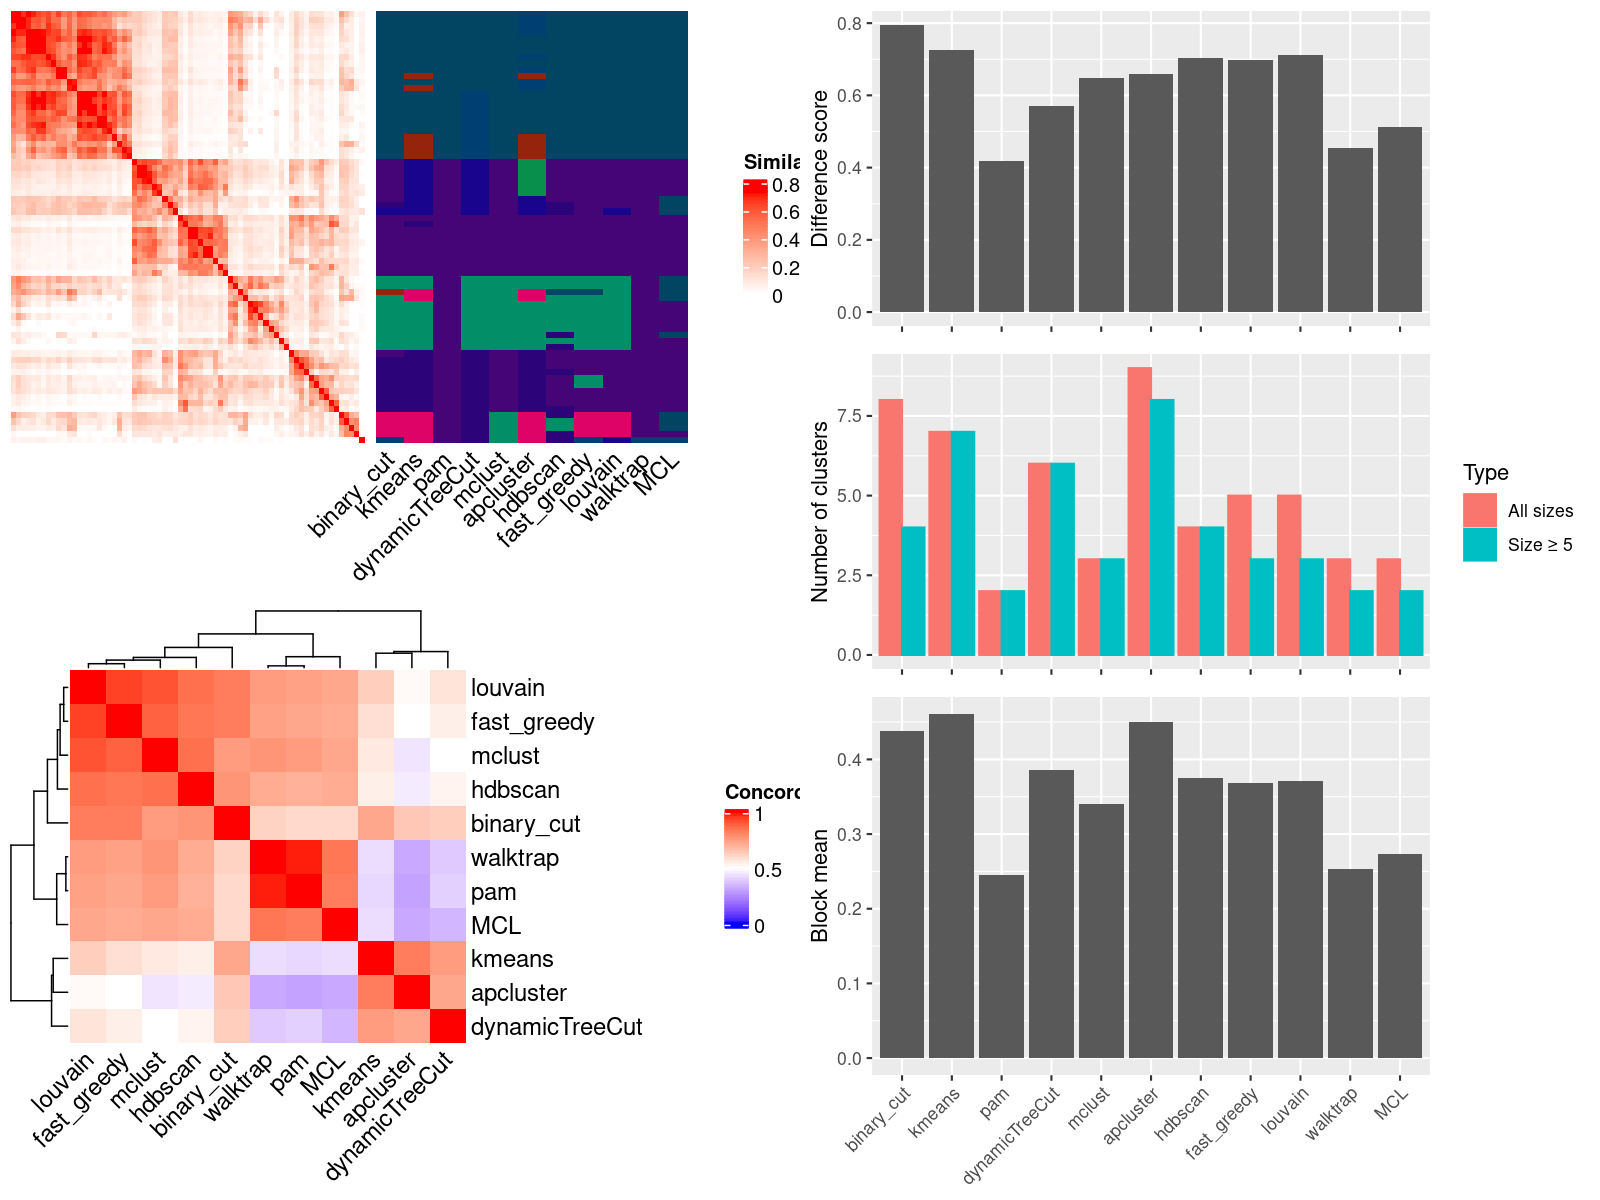 Simila
0.8
0.6
0.4
0.2
0
binary_cut
kmeans
pam
dynamicTreeCut
mclust
apcluster
hdbscan
fast_greedy
louvain
walktrap
MCL
louvain
fast_greedy
mclust
hdbscan
binary_cut
walktrap
pam
MCL
kmeans
apcluster
dynamicTreeCut
louvain
fast_greedy
mclust
hdbscan
binary_cut
walktrap
pam
MCL
kmeans
apcluster
dynamicTreeCut
Concord
1
0.5
0
Difference score
0.8
0.6
0.4
0.2
0.0
Number of clusters
7.5
5.0
2.5
0.0
Type
All sizes
Size ≥ 5
Block mean
0.4
0.3
0.2
0.1
0.0
binary_cut
kmeans
pam
dynamicTreeCut
mclust
apcluster
hdbscan
fast_greedy
louvain
walktrap
MCL